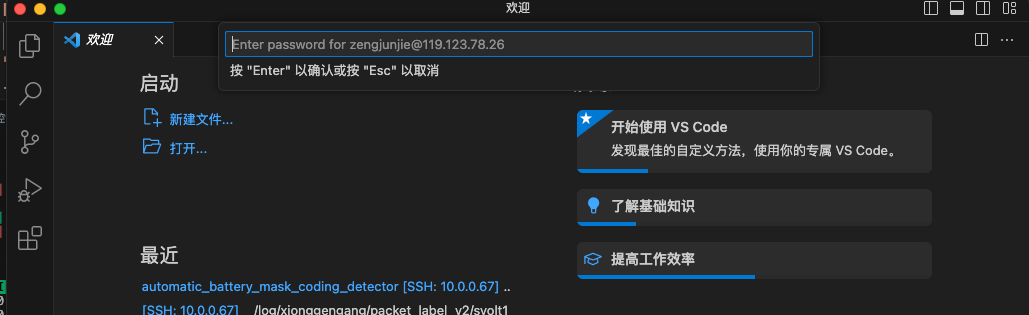 欢迎
欢迎
Enter password for zengjunjie@119.123.78.26
按 "Enter" 以确认或按 "Esc" 以取消
启动
新建文件...
打开...
开始使用 VS Code
发现最佳的自定义方法，使用你的专属 VS Code。
了解基础知识
提高工作效率
最近
automatic_battery_mask_coding_detector [SSH: 10.0.0.67] ..
[SSH: 10.0.0.67] /log/xionggengang/packet_label_v2/svolt1